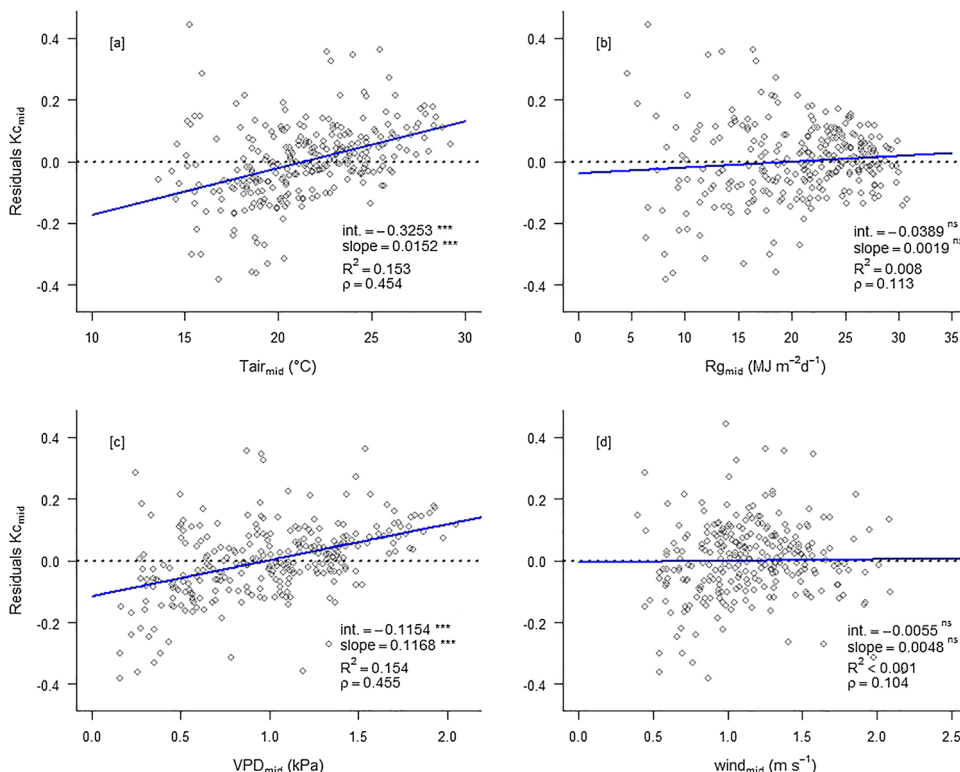 [a]
Residuals Kc_mid
0.4
0.2
0.0
−0.2
−0.4
int. = −0.3253 ***
slope = 0.0152 ***
R² = 0.153
ρ = 0.454
10 15 20 25 30
Tair_mid (°C)
[b]
0.4
0.2
0.0
−0.2
−0.4
int. = −0.0389 ns
slope = 0.0019 ns
R² = 0.008
ρ = 0.113
0 5 10 15 20 25 30 35
Rg_mid (MJ m⁻²d⁻¹)
[c]
Residuals Kc_mid
0.4
0.2
0.0
−0.2
−0.4
int. = −0.1154 ***
slope = 0.1168 ***
R² = 0.154
ρ = 0.455
0.0 0.5 1.0 1.5 2.0
VPD_mid (kPa)
[d]
0.4
0.2
0.0
−0.2
−0.4
int. = −0.0055 ns
slope = 0.0048 ns
R² < 0.001
ρ = 0.104
0.0 0.5 1.0 1.5 2.0 2.5
wind_mid (m s⁻¹)